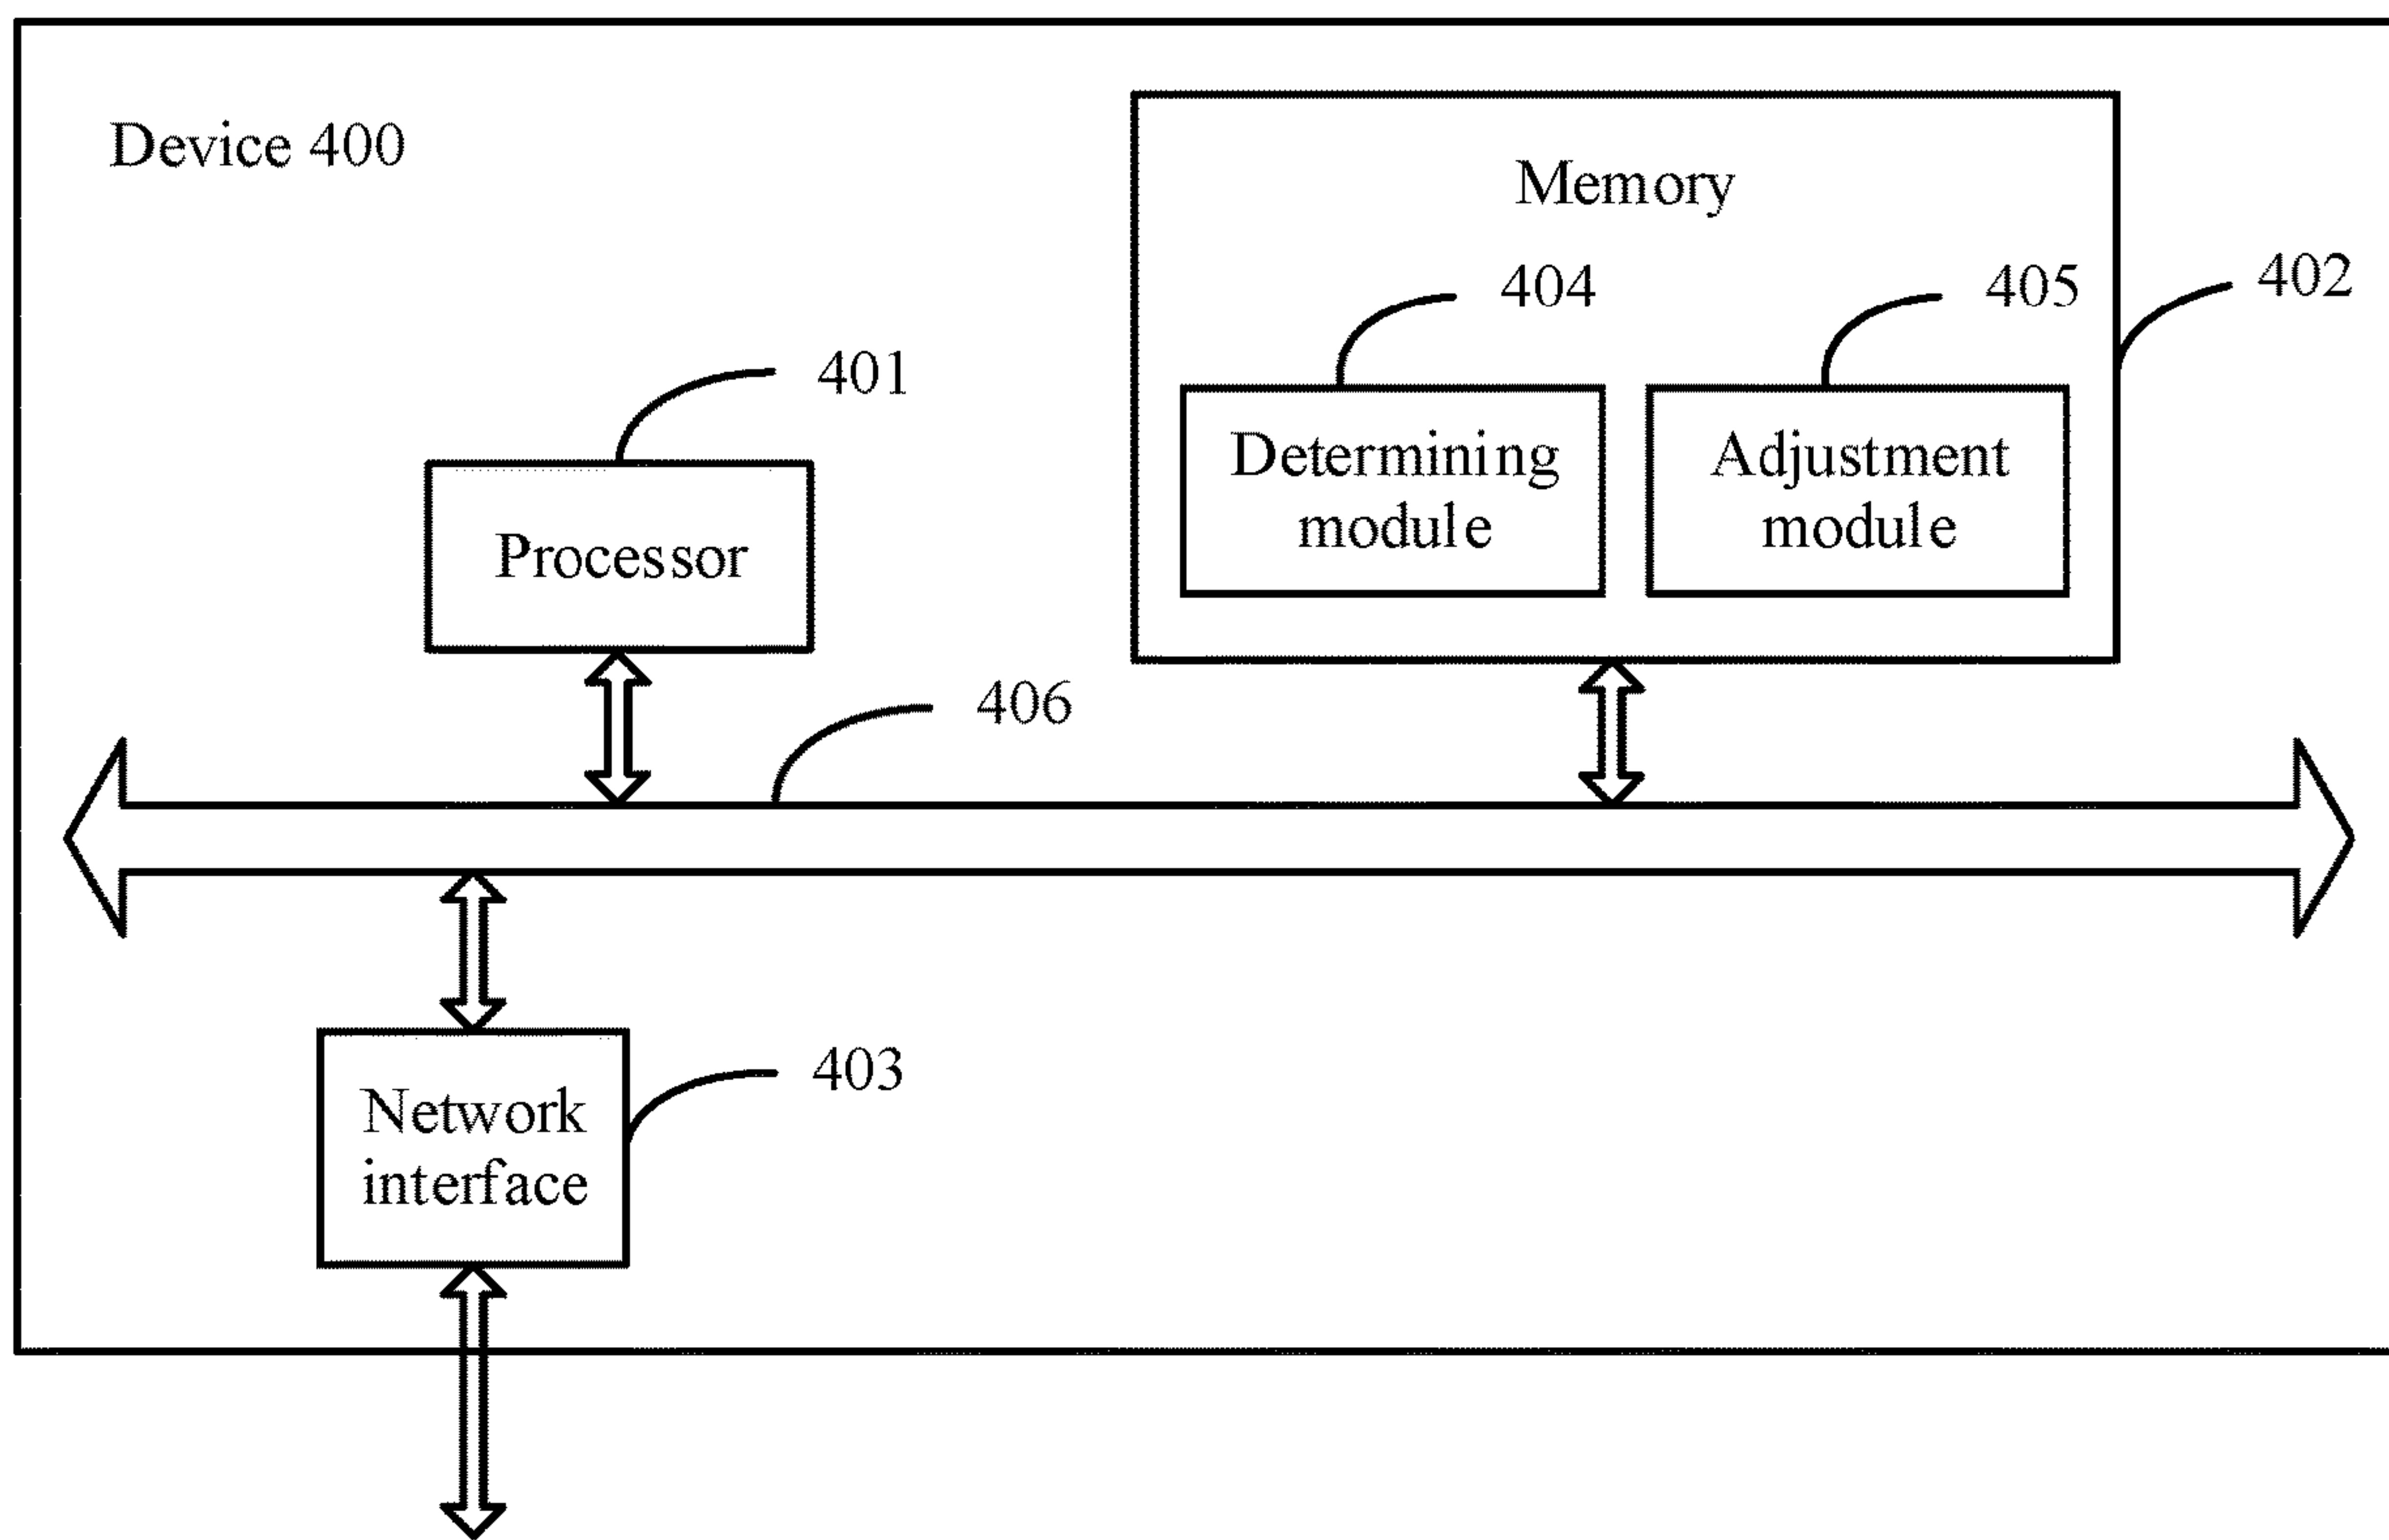 Device 400
Memory
404
405
402
401
Determining
module
Adjustment
module
Processor
406
403
Network
interface